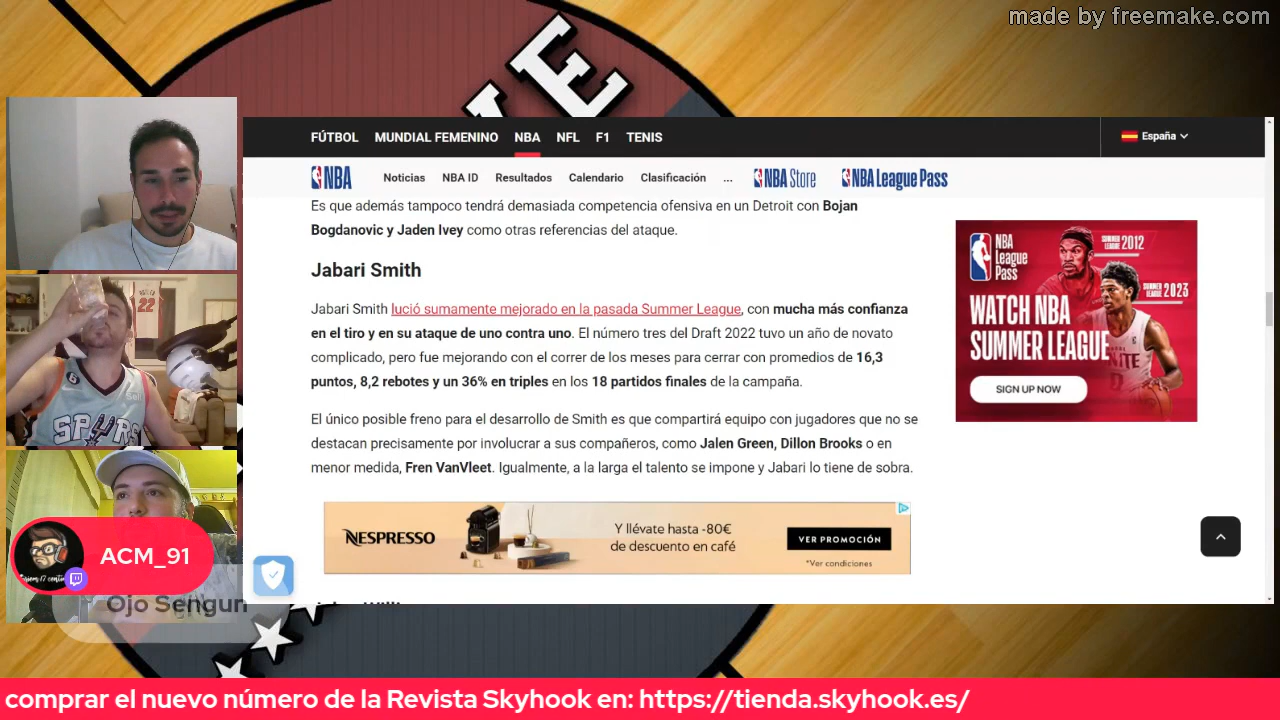 made by freemake.com
VE
FÚTBOL MUNDIAL FEMENINO NBA NFL F1 TENIS
España
NBA
Noticias NBA ID Resultados Calendario Clasificación ... NBA Store NBA League Pass
Es que además tampoco tendrá demasiada competencia ofensiva en un Detroit con Bojan
Bogdanovic y Jaden Ivey como otras referencias del ataque.
Jabari Smith
Jabari Smith lució sumamente mejorado en la pasada Summer League, con mucha más confianza
en el tiro y en su ataque de uno contra uno. El número tres del Draft 2022 tuvo un año de novato
complicado, pero fue mejorando con el correr de los meses para cerrar con promedios de 16,3
puntos, 8,2 rebotes y un 36% en triples en los 18 partidos finales de la campaña.
El único posible freno para el desarrollo de Smith es que compartirá equipo con jugadores que no se
destacan precisamente por involucrar a sus compañeros, como Jalen Green, Dillon Brooks o en
menor medida, Fren VanVleet. Igualmente, a la larga el talento se impone y Jabari lo tiene de sobra.
NBA
League
Pass
SUMMER 2012
SUMMER 2023
WATCH NBA
SUMMER LEAGUE
SIGN UP NOW
NESPRESSO
Y llévate hasta -80€
de descuento en café
VER PROMOCIÓN
*Ver condiciones
22
SPURS
6
ACM_91
Ojo Sengun
comprar el nuevo número de la Revista Skyhook en: https://tienda.skyhook.es/